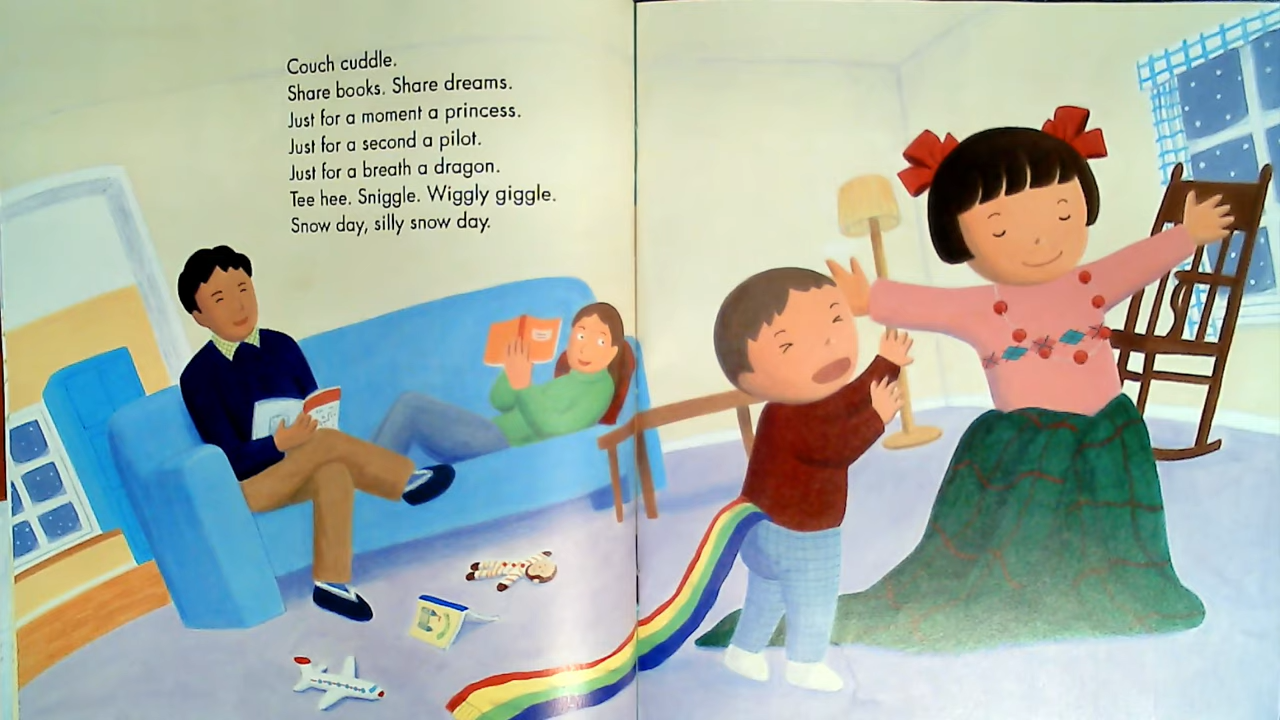 Couch cuddle.
Share books. Share dreams.
Just for a moment a princess.
Just for a second a pilot.
Just for a breath a dragon.
Tee hee. Sniggle. Wiggly giggle.
Snow day, silly snow day.